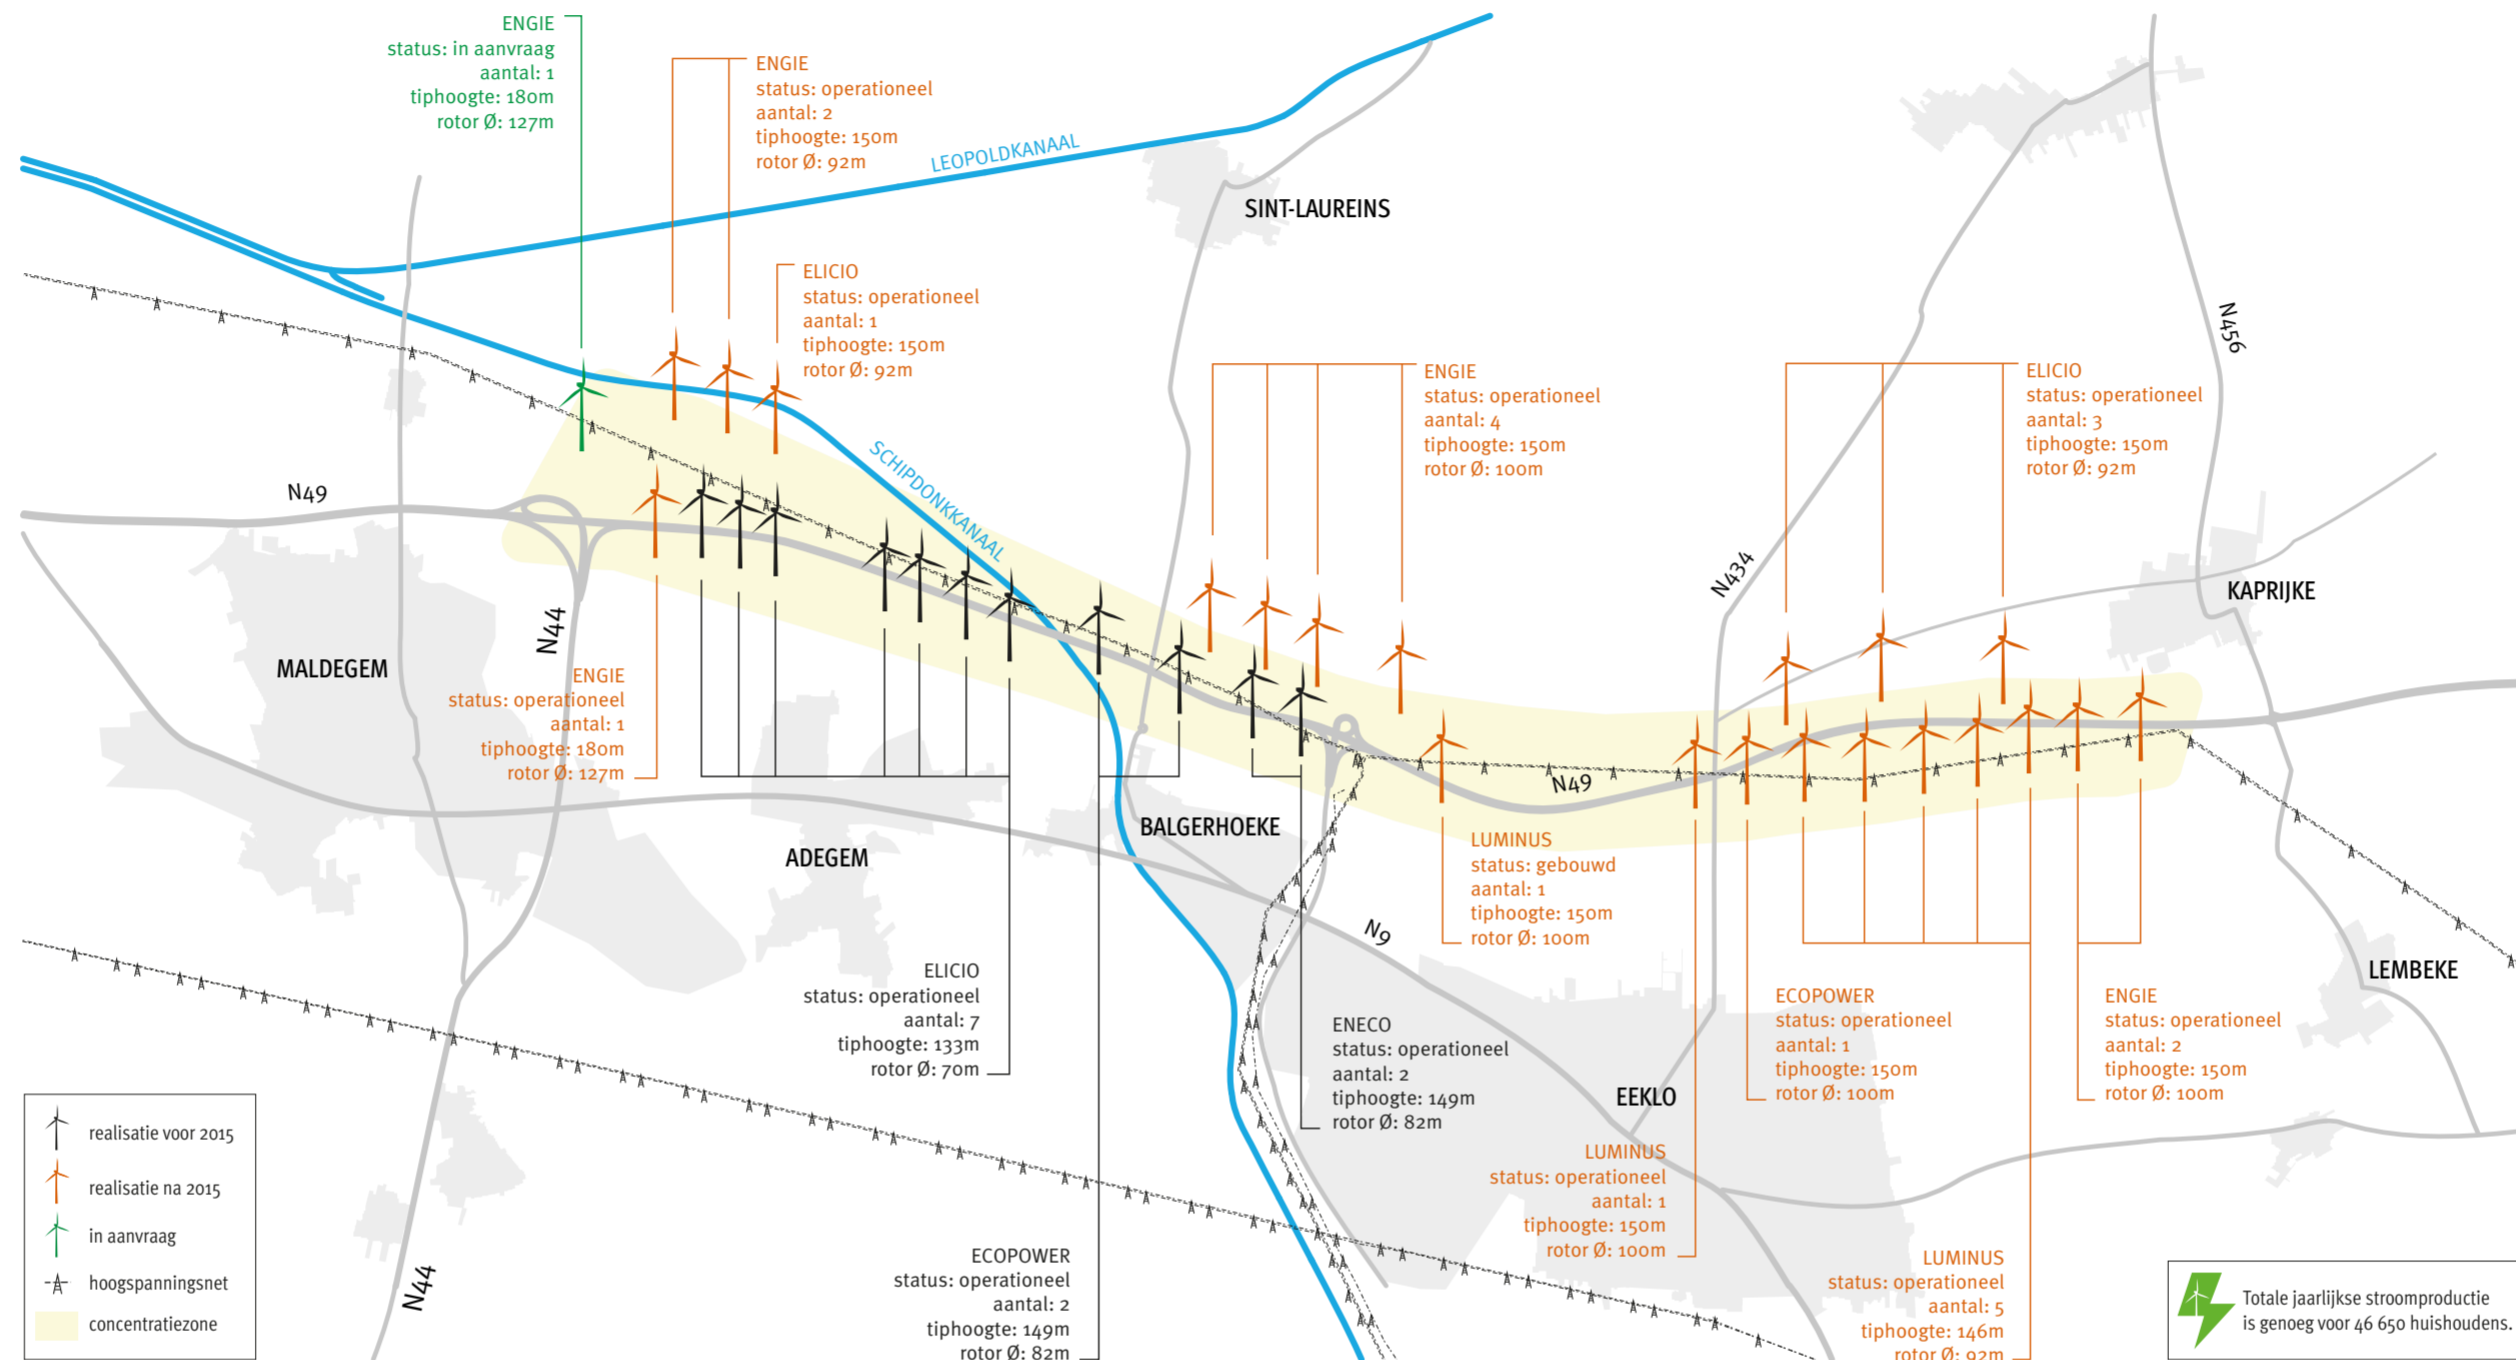 ENGIE
status: in aanvraag
aantal: 1
tiphoogte: 180m
rotor Ø: 127m
ENGIE
status: operationeel
aantal: 2
tiphoogte: 150m
rotor Ø: 92m
LEOPOLDKANAAL
SINT-LAUREINS
ELICIO
status: operationeel
aantal: 1
tiphoogte: 150m
rotor Ø: 92m
ENGIE
status: operationeel
aantal: 4
tiphoogte: 150m
rotor Ø: 100m
ELICIO
status: operationeel
aantal: 3
tiphoogte: 150m
rotor Ø: 92m
N456
SCHIPDONKKANAAL
N49
N434
KAPRIJKE
N44
MALDEGEM
ENGIE
status: operationeel
aantal: 1
tiphoogte: 180m
rotor Ø: 127m
N49
BALGERHOEKE
ADEGEM
LUMINUS
status: gebouwd
aantal: 1
tiphoogte: 150m
rotor Ø: 100m
N9
LEMBEKE
ELICIO
status: operationeel
aantal: 7
tiphoogte: 133m
rotor Ø: 70m
ENECO
status: operationeel
aantal: 2
tiphoogte: 149m
rotor Ø: 82m
ECOPOWER
status: operationeel
aantal: 1
tiphoogte: 150m
rotor Ø: 100m
ENGIE
status: operationeel
aantal: 2
tiphoogte: 150m
rotor Ø: 100m
EEKLO
LUMINUS
status: operationeel
aantal: 1
tiphoogte: 150m
rotor Ø: 100m
ECOPOWER
status: operationeel
aantal: 2
tiphoogte: 149m
rotor Ø: 82m
LUMINUS
status: operationeel
aantal: 5
tiphoogte: 146m
rotor Ø: 92m
N44
realisatie voor 2015
realisatie na 2015
in aanvraag
hoogspanningsnet
concentratiezone
Totale jaarlijkse stroomproductie
is genoeg voor 46 650 huishoudens.